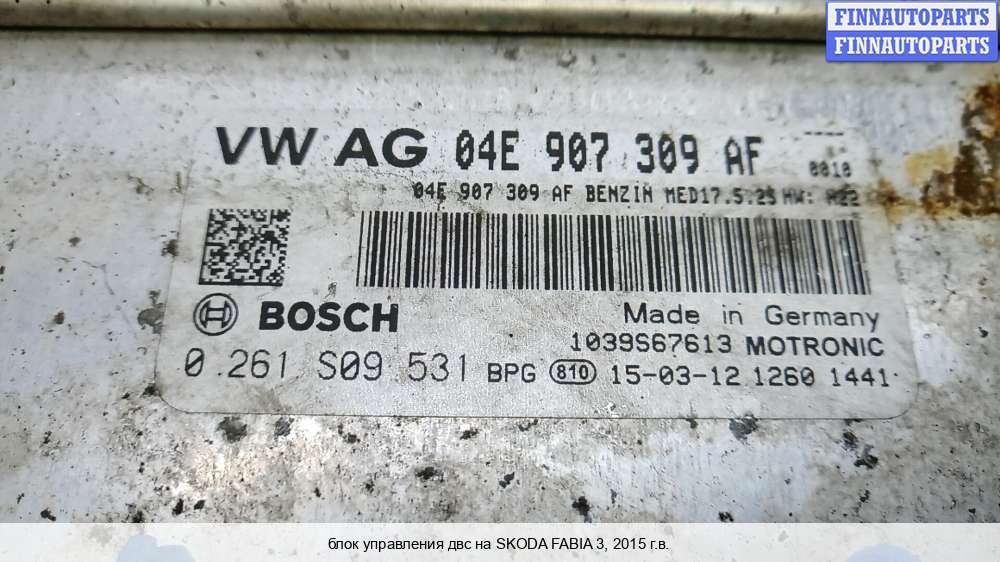 FINNAUTOPARTS
FINNAUTOPARTS
VW AG 04E 907 309 AF
0010
04E 907 309 AF BENZIN MED17.5.25 HW: H22
BOSCH
Made in Germany
1039S67613 MOTRONIC
0 261 S09 531 BPG 810 15-03-12 1260 1441
блок управления двс на SKODA FABIA 3, 2015 г.в.